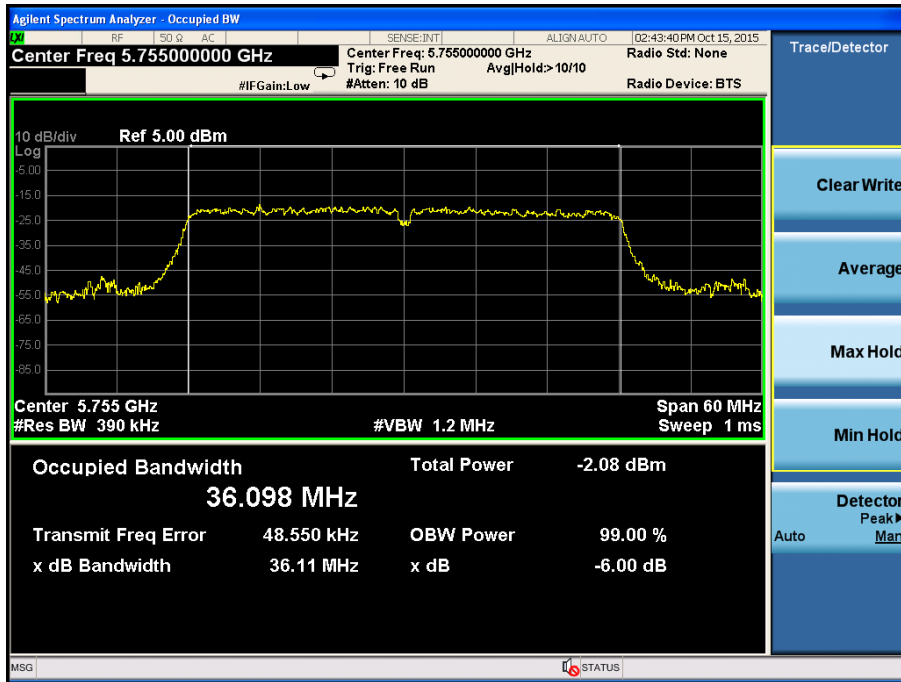 Agilent Spectrum Analyzer - Occupied BW
LXI RF 50 Ω AC SENSE:INT ALIGN AUTO 02:43:40 PM Oct 15, 2015
Center Freq 5.755000000 GHz
Center Freq: 5.755000000 GHz
Radio Std: None
Trig: Free Run Avg|Hold:>10/10
#IFGain:Low #Atten: 10 dB Radio Device: BTS
Trace/Detector
10 dB/div Ref 5.00 dBm
Log
-5.00
-15.0
-25.0
-35.0
-45.0
-55.0
-65.0
-75.0
-85.0
Center 5.755 GHz Span 60 MHz
#Res BW 390 kHz #VBW 1.2 MHz Sweep 1 ms
Occupied Bandwidth Total Power -2.08 dBm
36.098 MHz
Transmit Freq Error 48.550 kHz OBW Power 99.00 %
x dB Bandwidth 36.11 MHz x dB -6.00 dB
Clear Write
Average
Max Hold
Min Hold
Detector
Peak▶
Auto Man
MSG STATUS